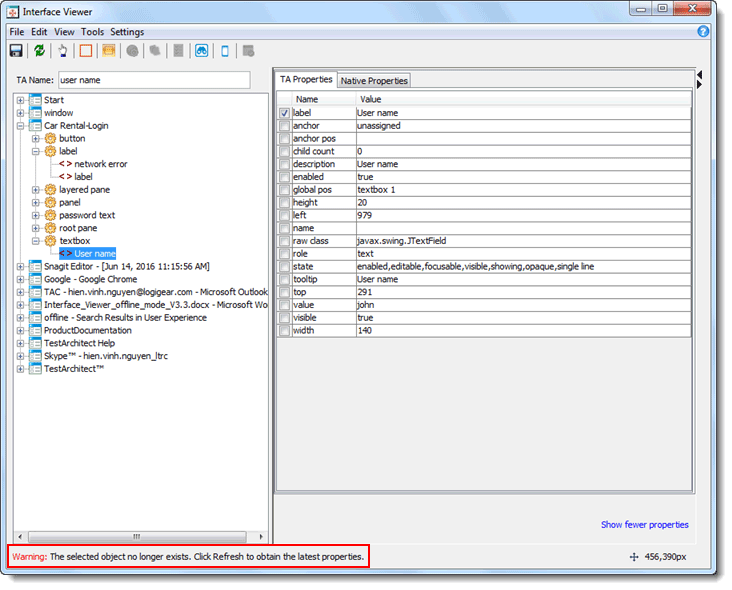 Interface Viewer
File Edit View Tools Settings
TA Name: user name
Start
window
Car Rental-Login
button
label
network error
label
layered pane
panel
password text
root pane
textbox
User name
Snagit Editor - [Jun 14, 2016 11:15:56 AM]
Google - Google Chrome
TAC - hien.vinh.nguyen@logigear.com - Microsoft Outlook
Interface_Viewer_offline_mode_V3.3.docx - Microsoft Wo
offline - Search Results in User Experience
ProductDocumentation
TestArchitect Help
Skype™ - hien.vinh.nguyen_ltrc
TestArchitect™
TA Properties Native Properties
Name Value
label User name
anchor unassigned
anchor pos
child count 0
description User name
enabled true
global pos textbox 1
height 20
left 979
name
raw class javax.swing.JTextField
role text
state enabled,editable,focusable,visible,showing,opaque,single line
tooltip User name
top 291
value john
visible true
width 140
Show fewer properties
Warning: The selected object no longer exists. Click Refresh to obtain the latest properties.
456,390px